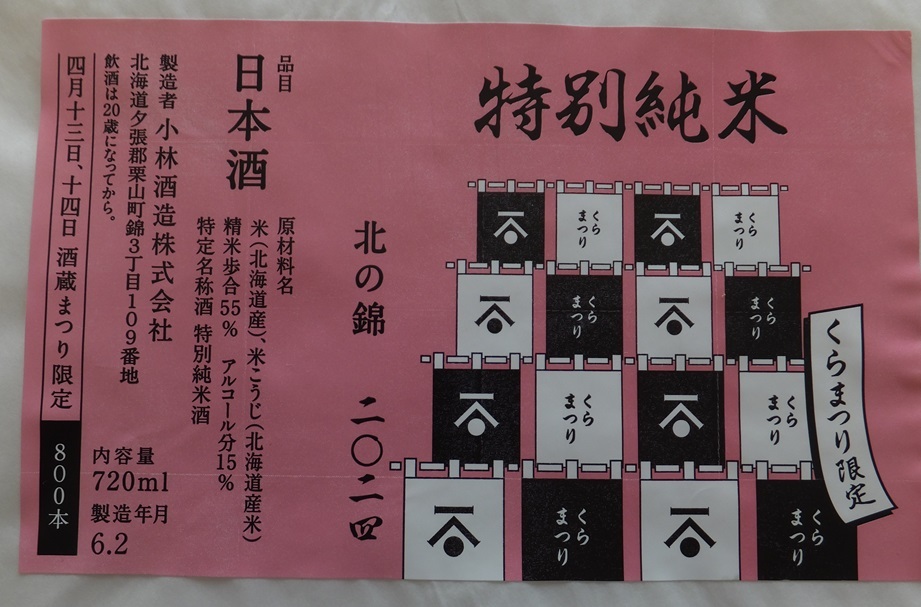 特別純米
くらまつり
くらまつり
くらまつり
くらまつり
くらまつり
くらまつり
くらまつり
くらまつり
くらまつり限定
北の錦 二〇二四
品目
日本酒
原材料名
米(北海道産)、米こうじ(北海道産米)
精米歩合55% アルコール分15%
特定名称酒 特別純米酒
製造者 小林酒造株式会社
北海道夕張郡栗山町錦3丁目109番地
飲酒は20歳になってから。
内容量
720ml
製造年月
6.2
四月十三日、十四日 酒蔵まつり限定
800本